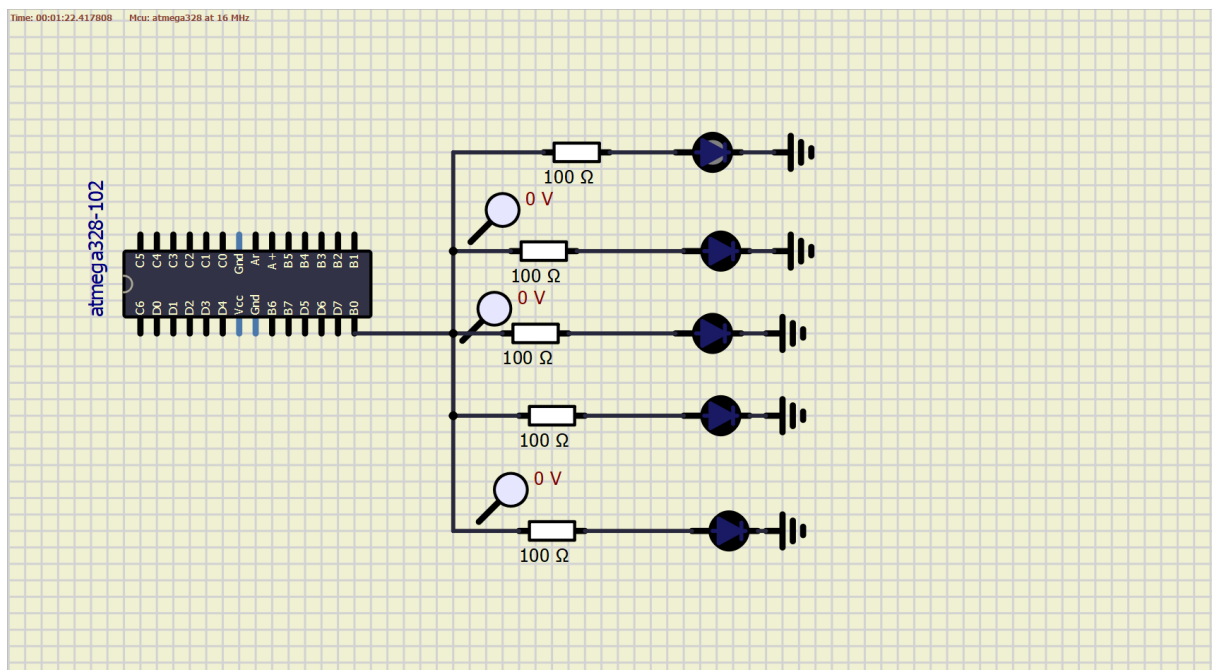 Time: 00:01:22.417808 Mcu: atmega328 at 16 MHz
100 Ω
0 V
atmega328-102
C5 C4 C3 C2 C1 C0 Gnd Ar A+ B5 B4 B3 B2 B1
100 Ω
0 V
C6 D0 D1 D2 D3 D4 Vcc Gnd B6 B7 D5 D6 D7 B0
100 Ω
100 Ω
0 V
100 Ω